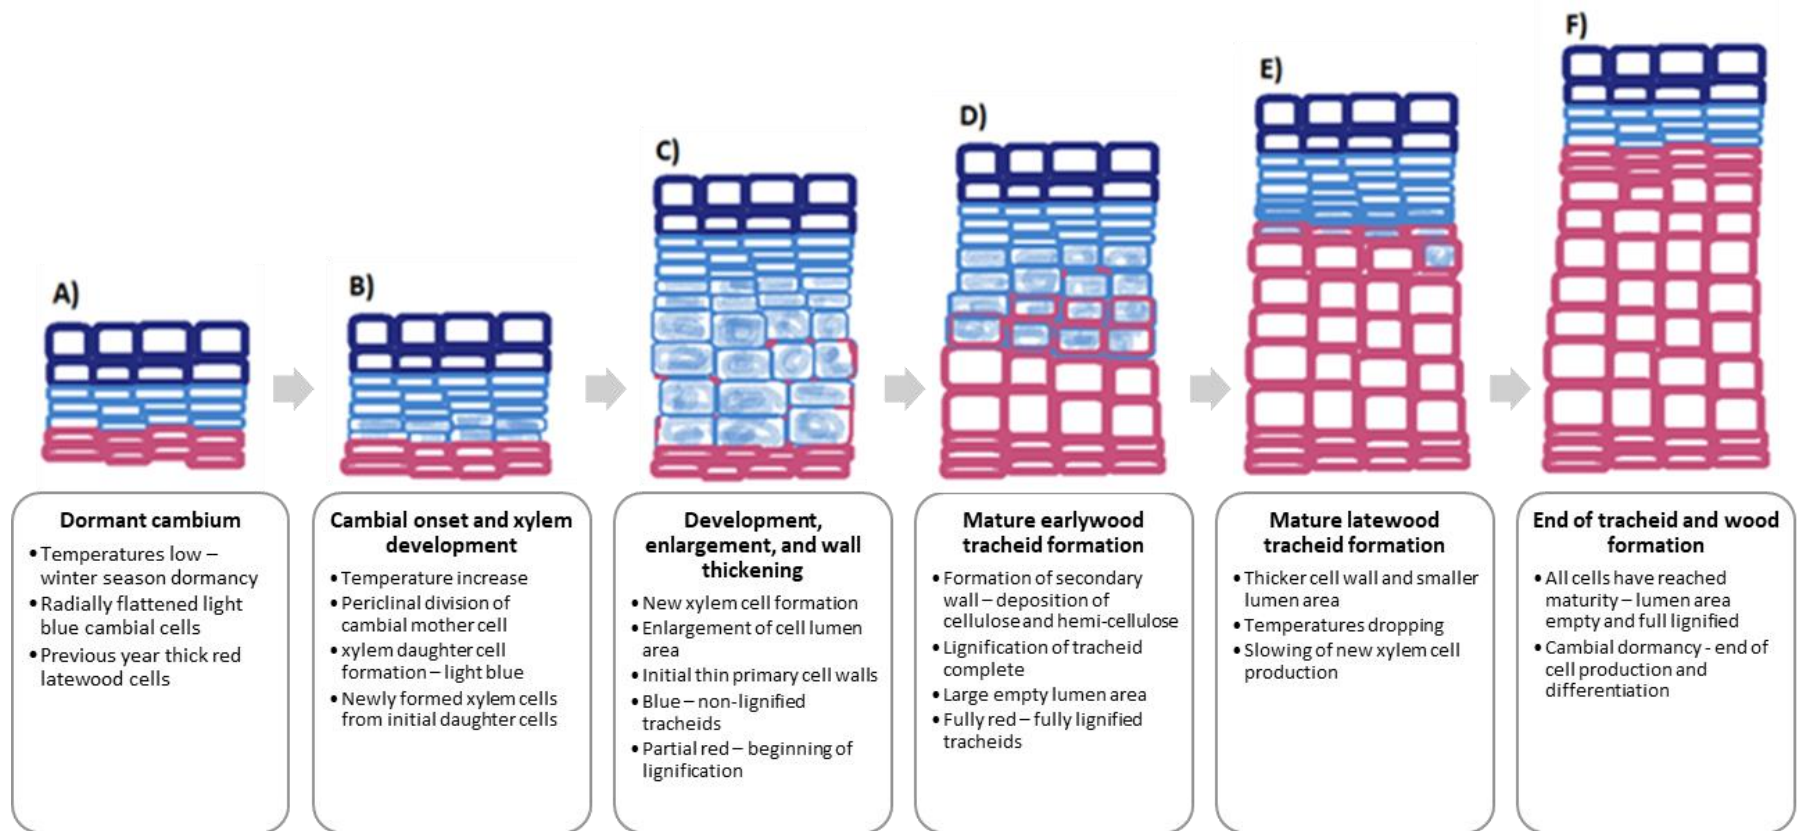 A)
B)
C)
D)
E)
F)
Dormant cambium
•Temperatures low –
winter season dormancy
•Radially flattened light
blue cambial cells
•Previous year thick red
latewood cells
Cambial onset and xylem
development
•Temperature increase
•Periclinal division of
cambial mother cell
•xylem daughter cell
formation – light blue
•Newly formed xylem cells
from initial daughter cells
Development,
enlargement, and wall
thickening
•New xylem cell formation
•Enlargement of cell lumen
area
•Initial thin primary cell walls
•Blue – non-lignified
tracheids
•Partial red – beginning of
lignification
Mature earlywood
tracheid formation
•Formation of secondary
wall – deposition of
cellulose and hemi-cellulose
•Lignification of tracheid
complete
•Large empty lumen area
•Fully red – fully lignified
tracheids
Mature latewood
tracheid formation
•Thicker cell wall and smaller
lumen area
•Temperatures dropping
•Slowing of new xylem cell
production
End of tracheid and wood
formation
•All cells have reached
maturity – lumen area
empty and full lignified
•Cambial dormancy - end of
cell production and
differentiation